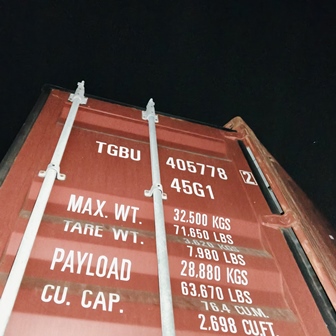 TGBU 405778 2
45G1
MAX. WT. 32.500 KGS
71.650 LBS
TARE WT. 3.620 KGS
7.980 LBS
PAYLOAD 28.880 KGS
63.670 LBS
CU. CAP. 76.4 CU.M.
2.698 CU.FT.